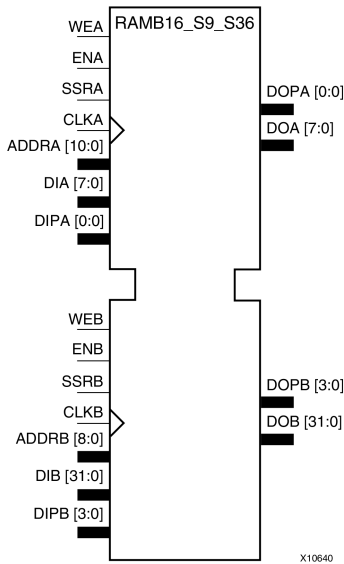 RAMB16_S9_S36
WEA
ENA
SSRA
CLKA
ADDRA [10:0]
DIA [7:0]
DIPA [0:0]
DOPA [0:0]
DOA [7:0]
WEB
ENB
SSRB
CLKB
ADDRB [8:0]
DIB [31:0]
DIPB [3:0]
DOPB [3:0]
DOB [31:0]
X10640